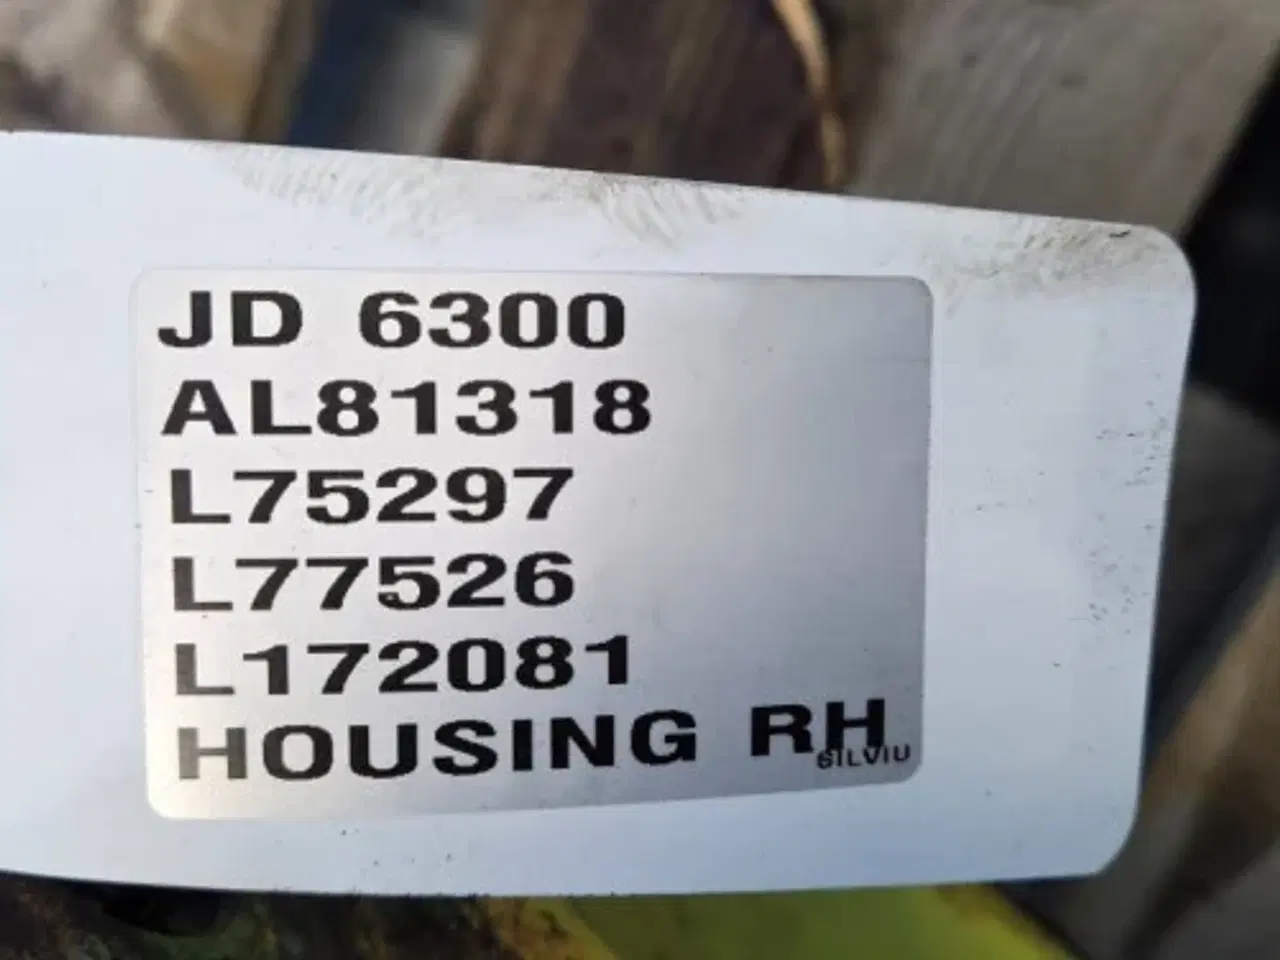 JD 6300
AL81318
L75297
L77526
L172081
HOUSING RH
SILVIU